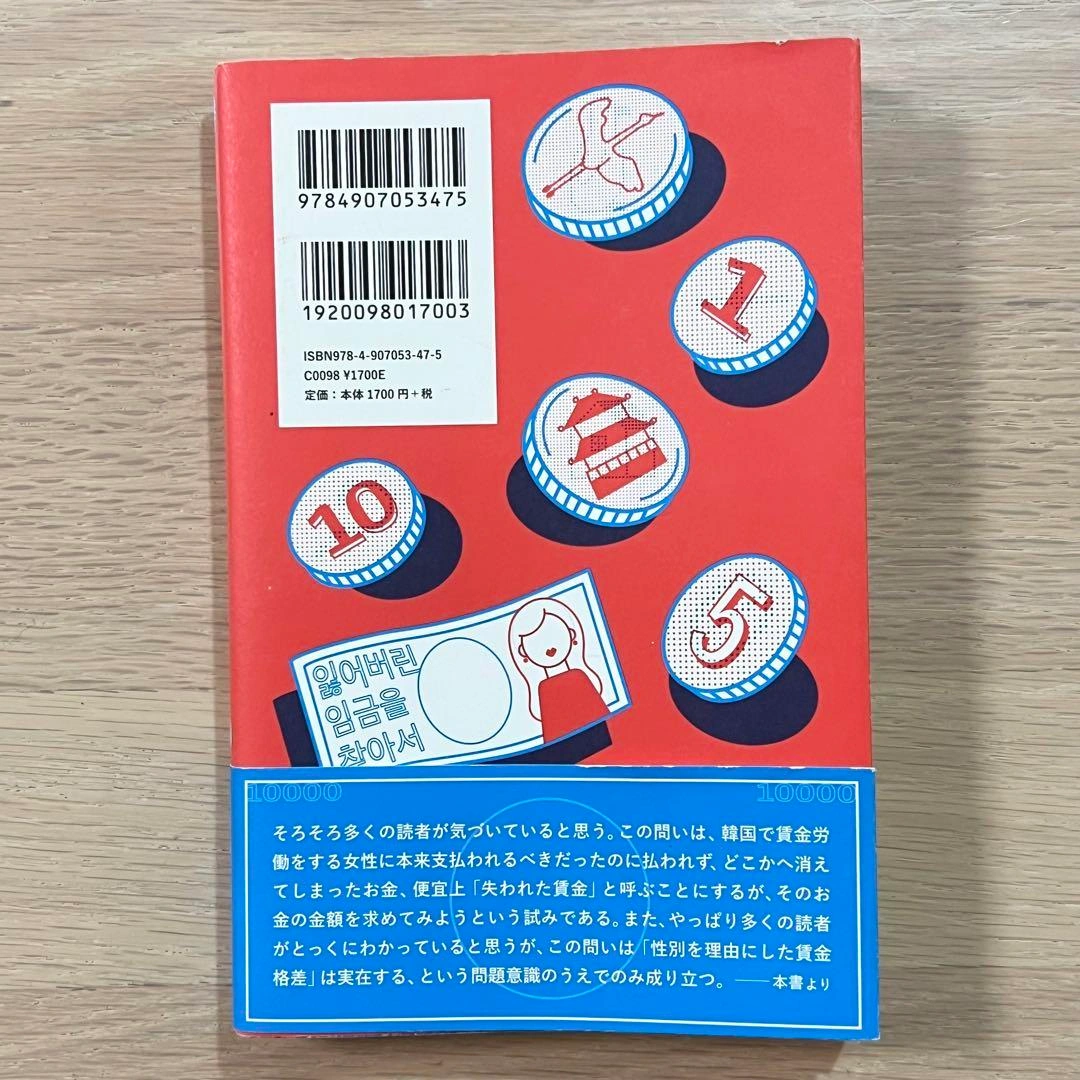 9784907053475
1920098017003
ISBN978-4-907053-47-5
C0098 ¥1700E
定価：本体1700円+税
1
10
5
잃어버린
임금을
찾아서
10000
10000
そろそろ多くの読者が気づいていると思う。この問いは、韓国で賃金労
働をする女性に本来支払われるべきだったのに払われず、どこかへ消え
てしまったお金、便宜上「失われた賃金」と呼ぶことにするが、そのお
金の金額を求めてみようという試みである。また、やっぱり多くの読者
がとっくにわかっていると思うが、この問いは「性別を理由にした賃金
格差」は実在する、という問題意識のうえでのみ成り立つ。——本書より